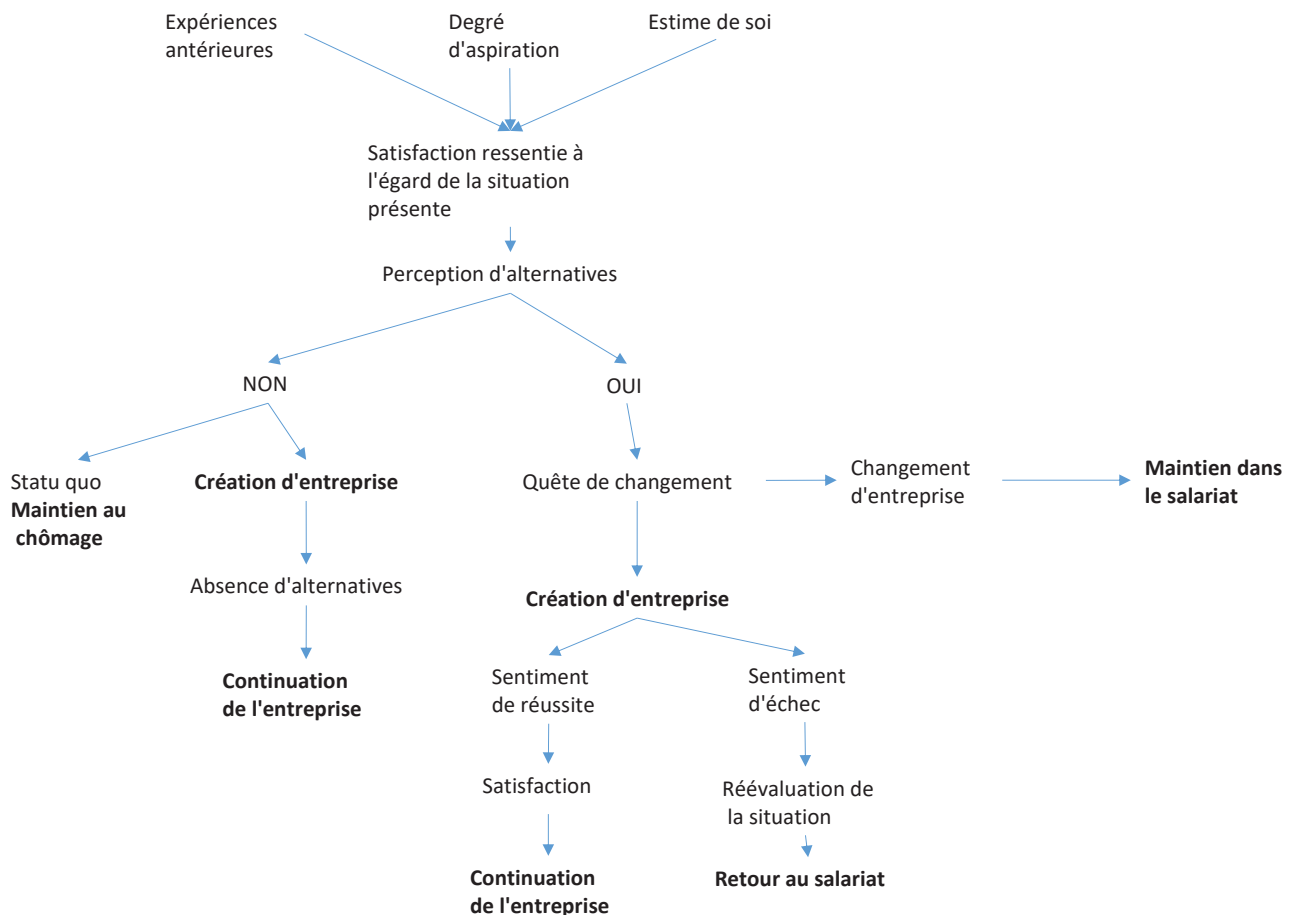 Expériences
antérieures
Degré
d'aspiration
Estime de soi
Satisfaction ressentie à
l'égard de la situation
présente
Perception d'alternatives
NON
OUI
Statu quo
Maintien au
chômage
Création d'entreprise
Quête de changement
Changement
d'entreprise
Maintien dans
le salariat
Absence d'alternatives
Création d'entreprise
Continuation
de l'entreprise
Sentiment
de réussite
Sentiment
d'échec
Satisfaction
Réévaluation de
la situation
Continuation
de l'entreprise
Retour au salariat